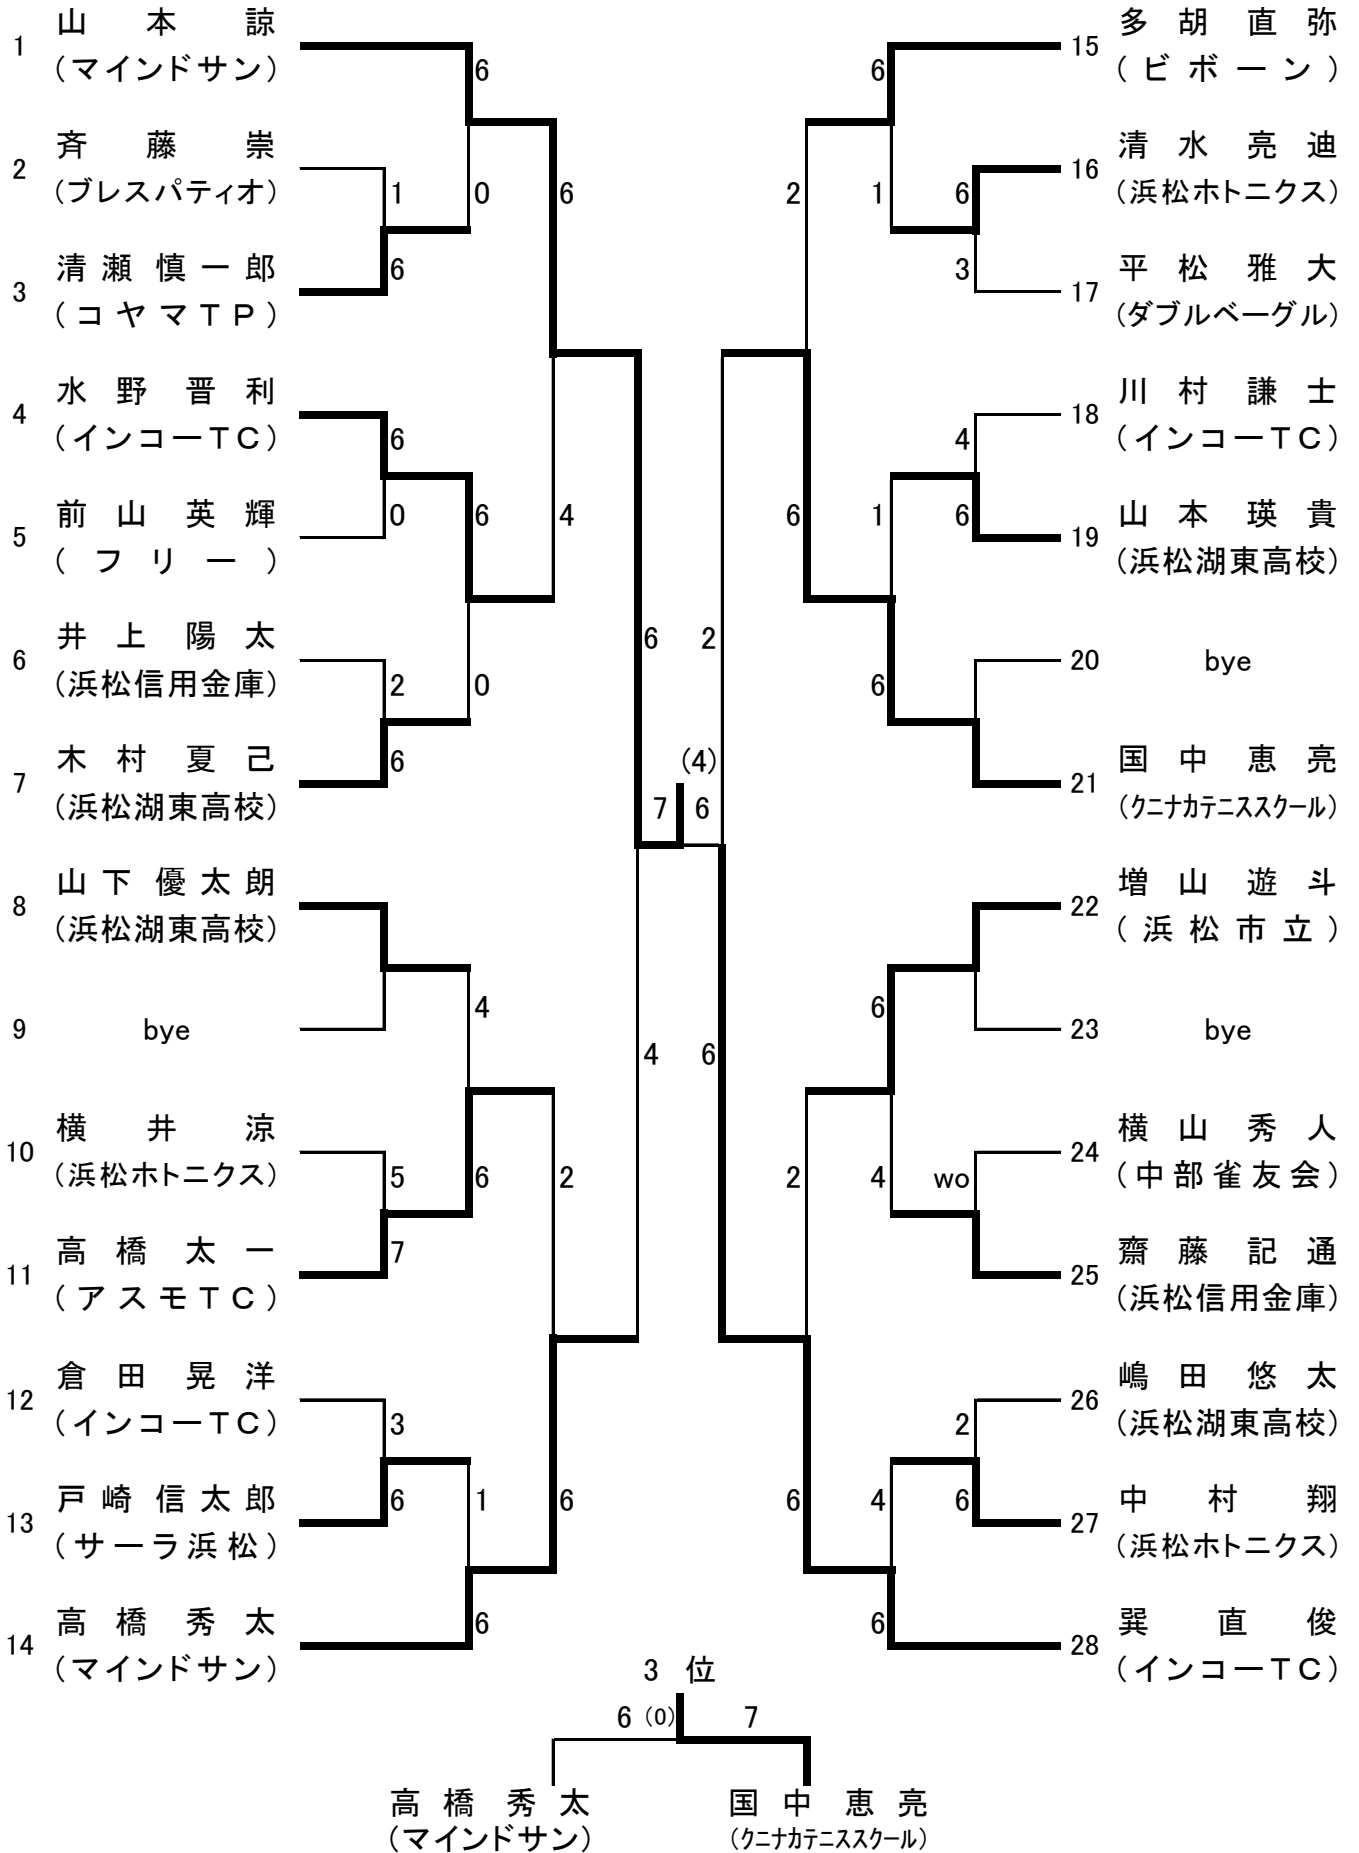 1 山本 諒
(マインドサン)
2 斉藤 崇
(ブレスパティオ)
3 清瀬 慎一郎
(コヤマTP)
4 水野 晋利
(インコーTC)
5 前山 英輝
(フリー)
6 井上 陽太
(浜松信用金庫)
7 木村 夏己
(浜松湖東高校)
8 山下 優太朗
(浜松湖東高校)
9 bye
10 横井 涼
(浜松ホトニクス)
11 高橋 太一
(アスモTC)
12 倉田 晃洋
(インコーTC)
13 戸崎 信太郎
(サーラ浜松)
14 高橋 秀太
(マインドサン)
6
1
0
6
6
6
0
6
4
2
0
6
4
5
6
2
7
3
6
1
6
6
6
4
7
(4)
6
2
6
6
2
1
6
3
4
6
1
6
6
6
2
4
wo
2
6
4
6
6
15 多胡 直弥
(ビボーン)
16 清水 亮迪
(浜松ホトニクス)
17 平松 雅大
(ダブルベーグル)
18 川村 謙士
(インコーTC)
19 山本 瑛貴
(浜松湖東高校)
20 bye
21 国中 恵亮
(クニナカテニススクール)
22 増山 遊斗
(浜松市立)
23 bye
24 横山 秀人
(中部雀友会)
25 齋藤 記通
(浜松信用金庫)
26 嶋田 悠太
(浜松湖東高校)
27 中村 翔
(浜松ホトニクス)
28 巽 直俊
(インコーTC)
3 位
6 (0) 7
高橋 秀太
(マインドサン)
国中 恵亮
(クニナカテニススクール)